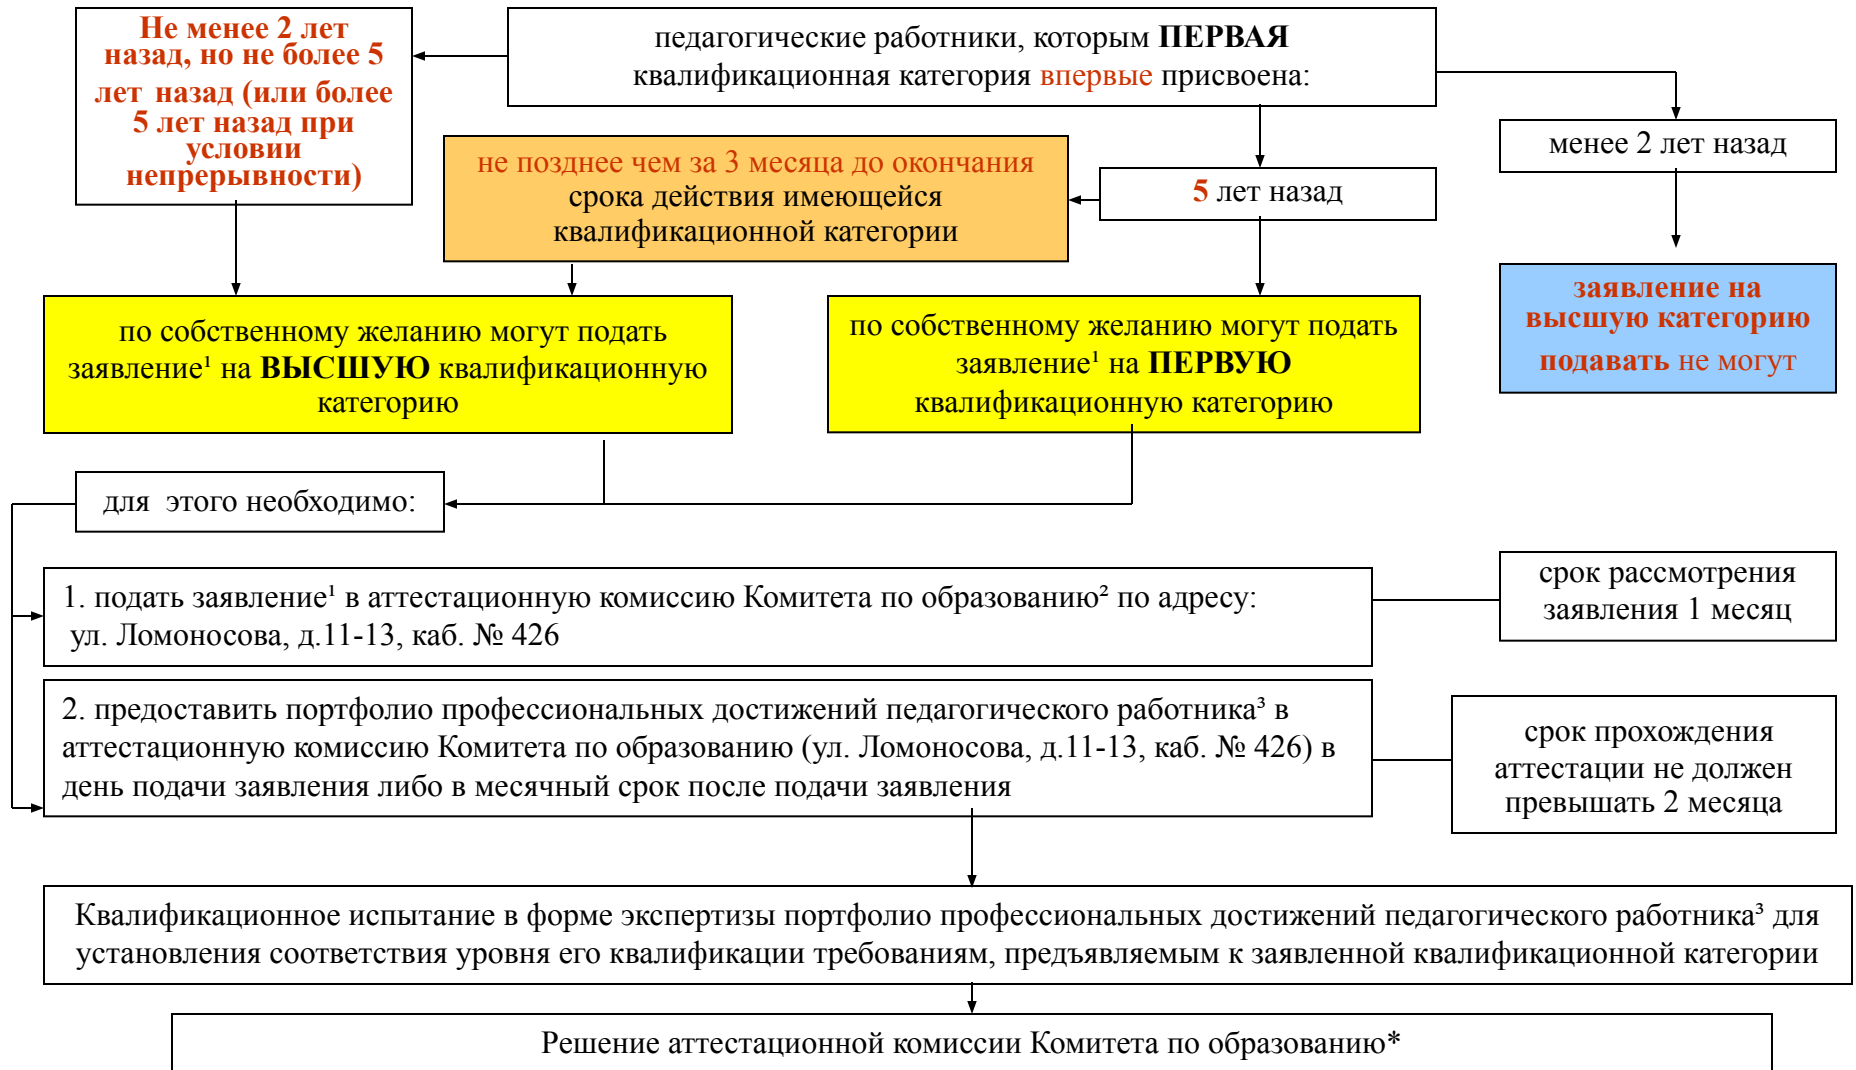 Не менее 2 лет
назад, но не более 5
лет назад (или более
5 лет назад при
условии
непрерывности)
педагогические работники, которым ПЕРВАЯ
квалификационная категория впервые присвоена:
менее 2 лет назад
не позднее чем за 3 месяца до окончания
срока действия имеющейся
квалификационной категории
5 лет назад
заявление на
высшую категорию
подавать не могут
по собственному желанию могут подать
заявление¹ на ВЫСШУЮ квалификационную
категорию
по собственному желанию могут подать
заявление¹ на ПЕРВУЮ
квалификационную категорию
для этого необходимо:
1. подать заявление¹ в аттестационную комиссию Комитета по образованию² по адресу:
ул. Ломоносова, д.11-13, каб. № 426
срок рассмотрения
заявления 1 месяц
2. предоставить портфолио профессиональных достижений педагогического работника³ в
аттестационную комиссию Комитета по образованию (ул. Ломоносова, д.11-13, каб. № 426) в
день подачи заявления либо в месячный срок после подачи заявления
срок прохождения
аттестации не должен
превышать 2 месяца
Квалификационное испытание в форме экспертизы портфолио профессиональных достижений педагогического работника³ для
установления соответствия уровня его квалификации требованиям, предъявляемым к заявленной квалификационной категории
Решение аттестационной комиссии Комитета по образованию*